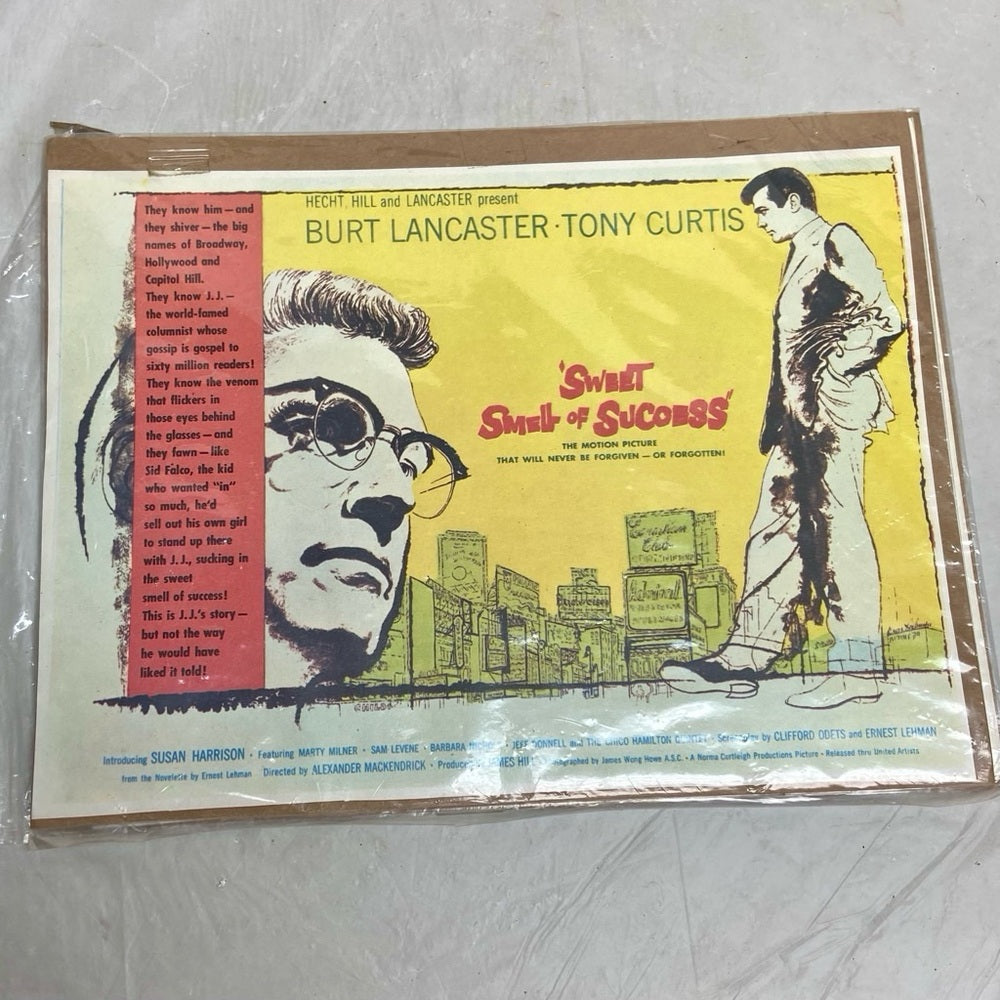 They know him — and
they shiver — the big
names of Broadway,
Hollywood and
Capitol Hill.
They know J.J. —
the world-famed
columnist whose
gossip is gospel to
sixty million readers!
They know the venom
that flickers in
those eyes behind
the glasses — and
they fawn — like
Sid Falco, the kid
who wanted "in"
so much, he'd
sell out his own girl
to stand up there
with J.J., sucking in
the sweet
smell of success!
This is J.J.'s story —
but not the way
he would have
liked it told!
HECHT, HILL and LANCASTER present
BURT LANCASTER · TONY CURTIS
'SWEET
SMELL OF SUCCESS'
THE MOTION PICTURE
THAT WILL NEVER BE FORGIVEN — OR FORGOTTEN!
Admiral
Introducing SUSAN HARRISON · Featuring MARTY MILNER · SAM LEVENE · BARBARA · JEFF DONNELL and THE CHICO HAMILTON QUINTET · Screenplay by CLIFFORD ODETS and ERNEST LEHMAN
from the Novelette by Ernest Lehman Directed by ALEXANDER MACKENDRICK · Produced JAMES HILL by James Wong Howe A.S.C. · A Norma Curtleigh Productions Picture · Released thru United Artists